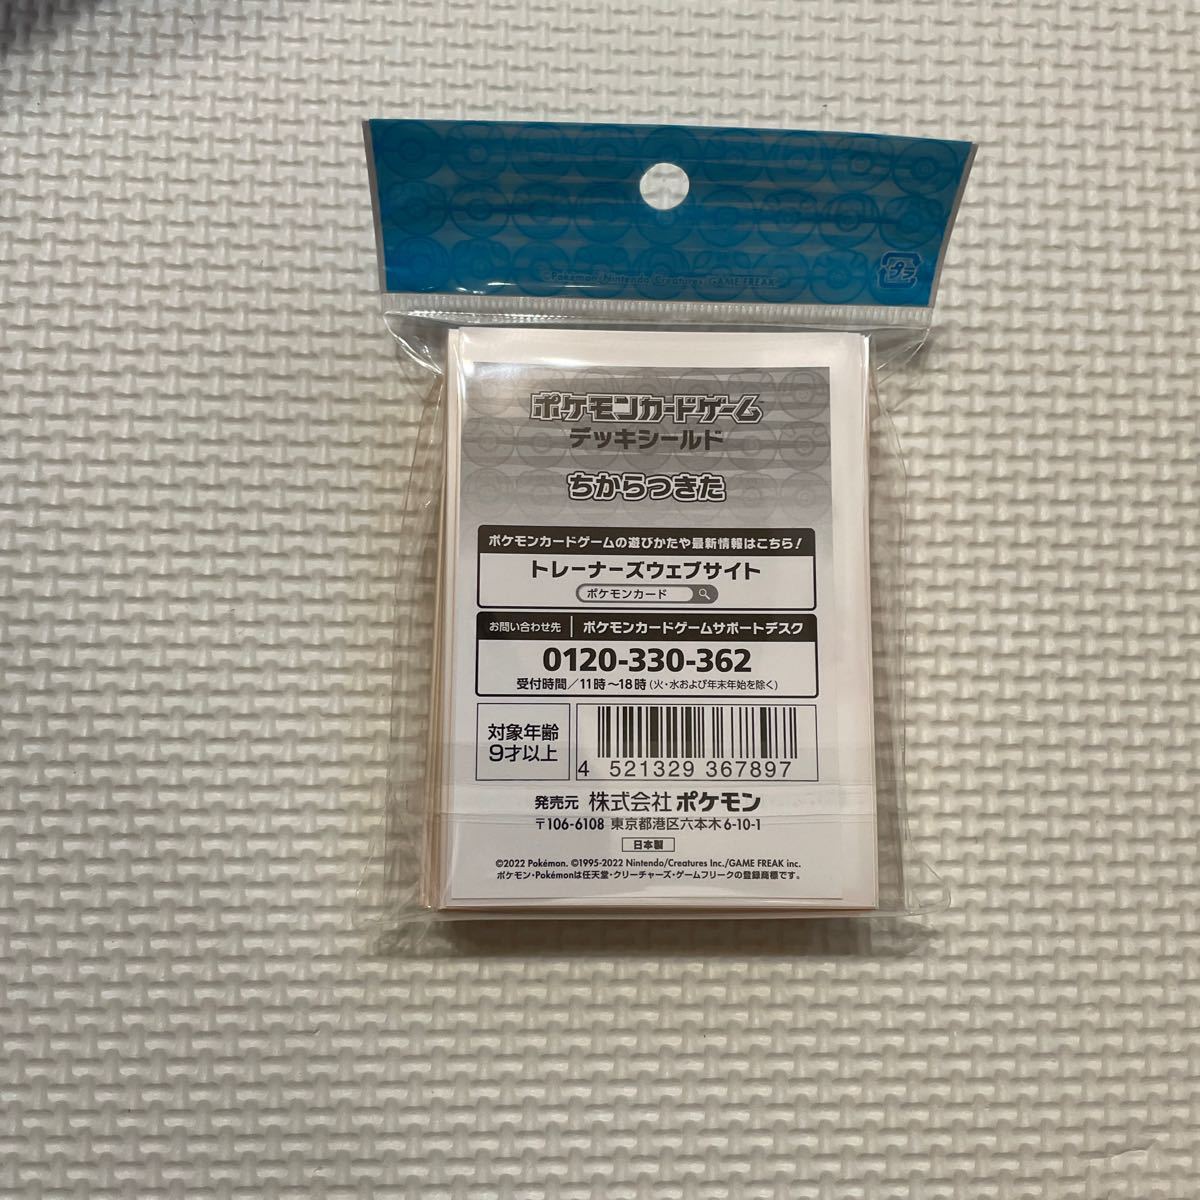 ©Pokémon/Nintendo/Creatures/GAME FREAK
プラ
ポケモンカードゲーム
デッキシールド
ちからつきた
ポケモンカードゲームの遊びかたや最新情報はこちら!
トレーナーズウェブサイト
ポケモンカード
お問い合わせ先 ポケモンカードゲームサポートデスク
0120-330-362
受付時間/11時~18時(火・水および年末年始を除く)
対象年齢
9才以上
4 521329 367897
発売元 株式会社ポケモン
〒106-6108 東京都港区六本木6-10-1
日本製
©2022 Pokémon. ©1995-2022 Nintendo/Creatures Inc./GAME FREAK inc.
ポケモン・Pokémonは任天堂・クリーチャーズ・ゲームフリークの登録商標です。